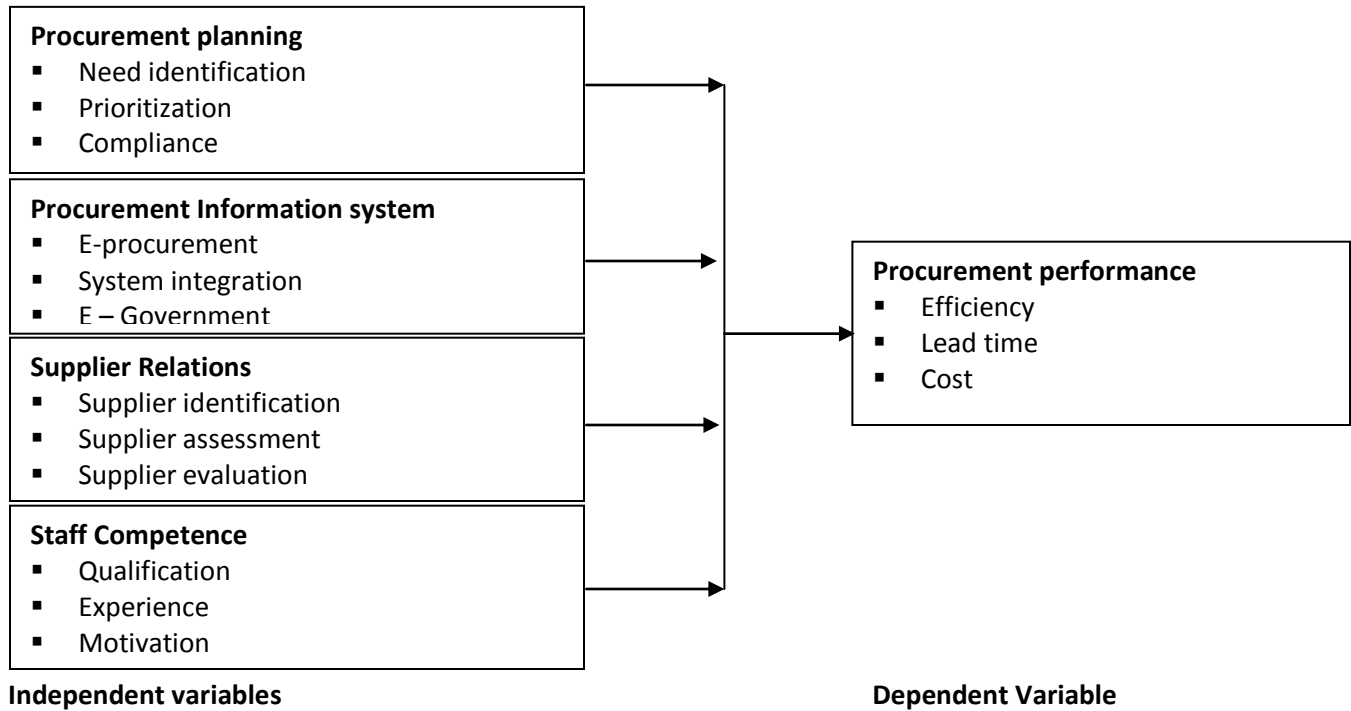 Procurement planning
▪ Need identification
▪ Prioritization
▪ Compliance
Procurement Information system
▪ E-procurement
▪ System integration
▪ E – Government
Supplier Relations
▪ Supplier identification
▪ Supplier assessment
▪ Supplier evaluation
Staff Competence
▪ Qualification
▪ Experience
▪ Motivation
Independent variables
Procurement performance
▪ Efficiency
▪ Lead time
▪ Cost
Dependent Variable